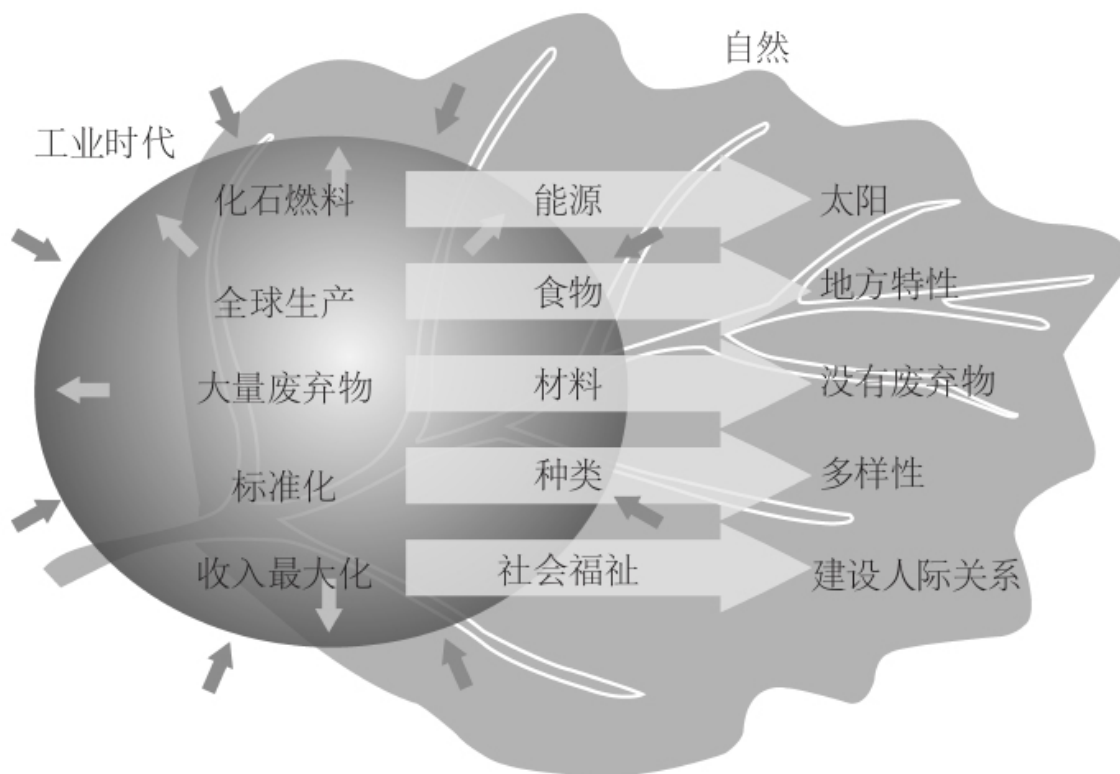 自然
工业时代
化石燃料 能源 太阳
全球生产 食物 地方特性
大量废弃物 材料 没有废弃物
标准化 种类 多样性
收入最大化 社会福祉 建设人际关系